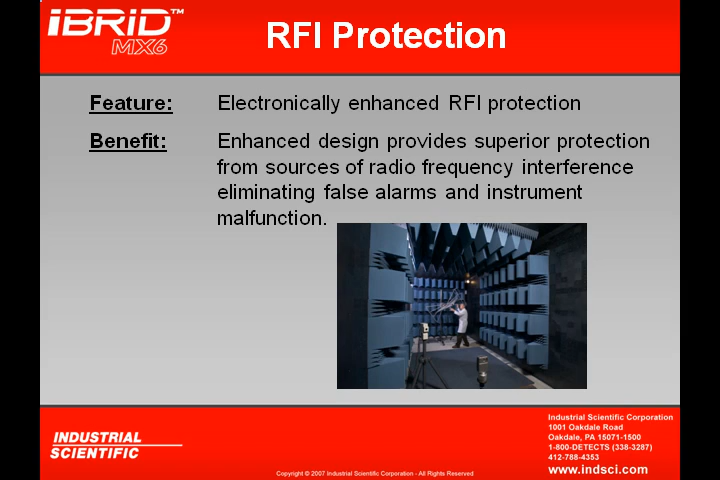 iBRiD™
MX6
RFI Protection
Feature: Electronically enhanced RFI protection
Benefit: Enhanced design provides superior protection
from sources of radio frequency interference
eliminating false alarms and instrument
malfunction.
INDUSTRIAL
SCIENTIFIC
Copyright © 2007 Industrial Scientific Corporation - All Rights Reserved
Industrial Scientific Corporation
1001 Oakdale Road
Oakdale, PA 15071-1500
1-800-DETECTS (338-3287)
412-788-4353
www.indsci.com